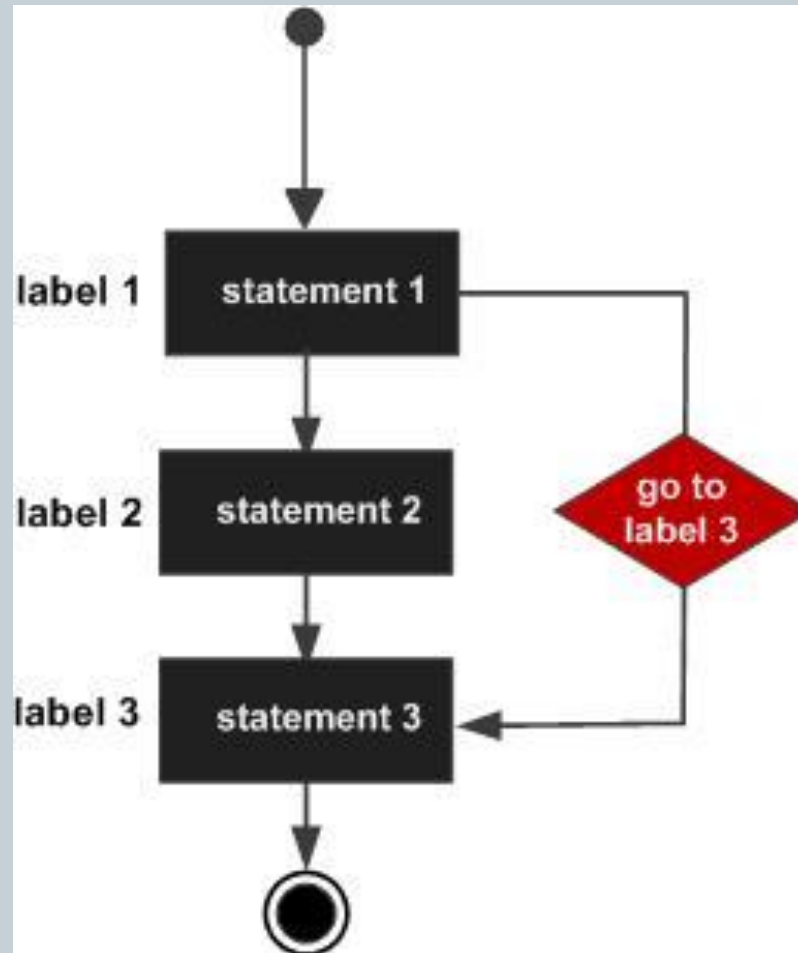 label 1 statement 1
label 2 statement 2
go to
label 3
label 3 statement 3